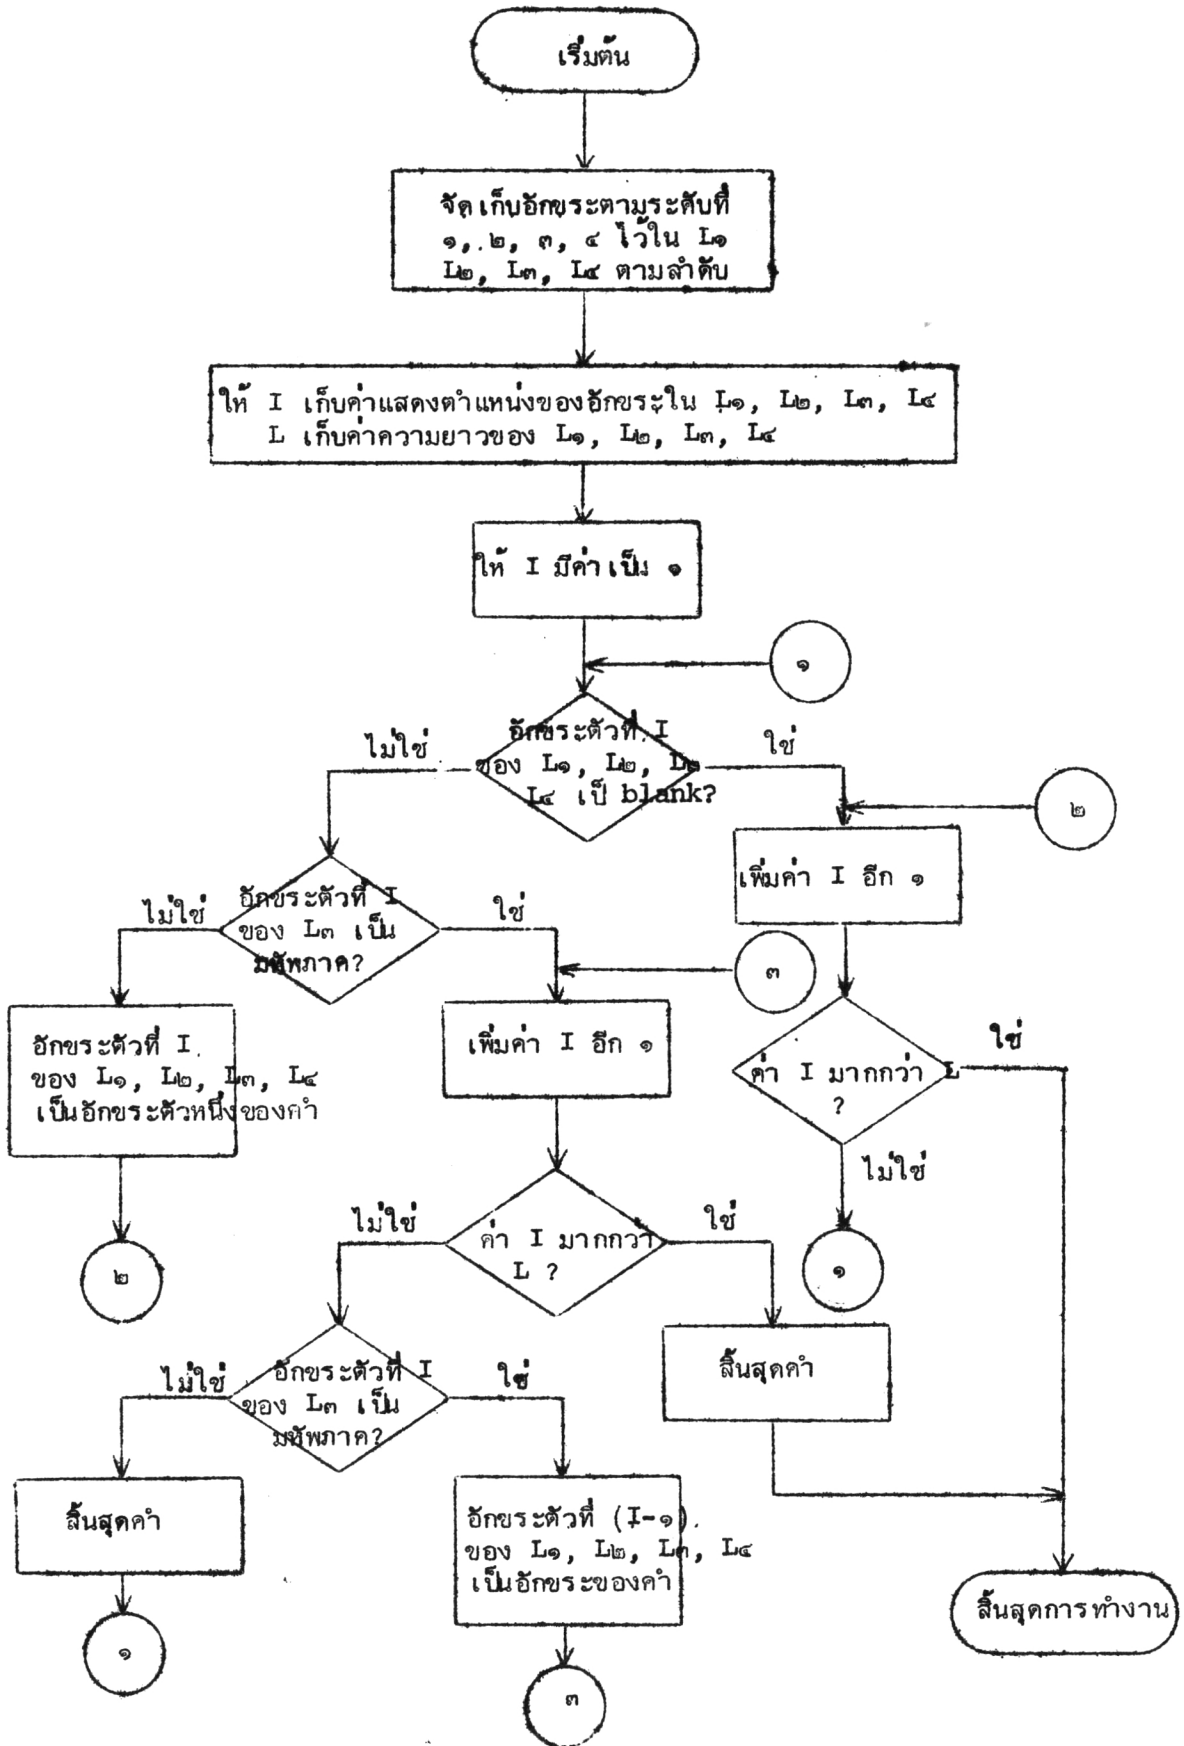 เริ่มต้น
จัดเก็บอักขระตามระดับที่
๑, ๒, ๓, ๔ ไว้ใน L๑
L๒, L๓, L๔ ตามลำดับ
ให้ I เก็บค่าแสดงตำแหน่งของอักขระใน L๑, L๒, L๓, L๔
L เก็บค่าความยาวของ L๑, L๒, L๓, L๔
ให้ I มีค่าเป็น ๑
๑
อักขระตัวที่ I
ของ L๑, L๒, L๓
L๔ เป็ blank?
ไม่ใช่
ใช่
๒
เพิ่มค่า I อีก ๑
อักขระตัวที่ I
ของ L๓ เป็น
มหัพภาค?
ไม่ใช่
ใช่
๓
อักขระตัวที่ I
ของ L๑, L๒, L๓, L๔
เป็นอักขระตัวหนึ่งของคำ
เพิ่มค่า I อีก ๑
ค่า I มากกว่า L
?
ใช่
ไม่ใช่
๒
ค่า I มากกว่า
L ?
ไม่ใช่
ใช่
๑
อักขระตัวที่ I
ของ L๓ เป็น
มหัพภาค?
ไม่ใช่
ใช่
สิ้นสุดคำ
สิ้นสุดคำ
อักขระตัวที่ (I-๑)
ของ L๑, L๒, L๓, L๔
เป็นอักขระของคำ
สิ้นสุดการทำงาน
๑
๓